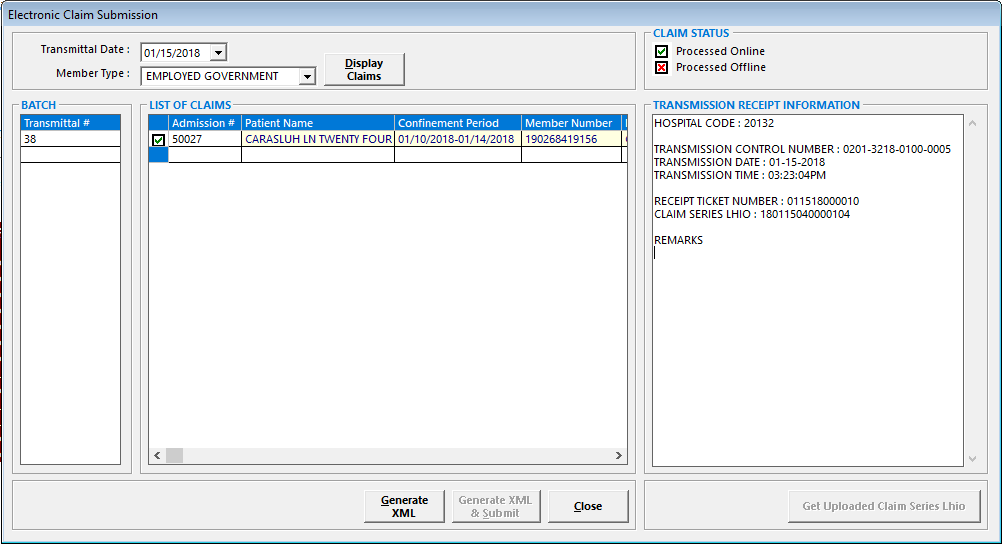 Electronic Claim Submission
Transmittal Date :
01/15/2018
Member Type :
EMPLOYED GOVERNMENT
Display
Claims
CLAIM STATUS
Processed Online
Processed Offline
BATCH
Transmittal #
38
LIST OF CLAIMS
Admission # Patient Name Confinement Period Member Number
50027 CARASLUH LN TWENTY FOUR 01/10/2018-01/14/2018 190268419156
TRANSMISSION RECEIPT INFORMATION
HOSPITAL CODE : 20132
TRANSMISSION CONTROL NUMBER : 0201-3218-0100-0005
TRANSMISSION DATE : 01-15-2018
TRANSMISSION TIME : 03:23:04PM
RECEIPT TICKET NUMBER : 011518000010
CLAIM SERIES LHIO : 180115040000104
REMARKS
Generate
XML
Generate XML
& Submit
Close
Get Uploaded Claim Series Lhio